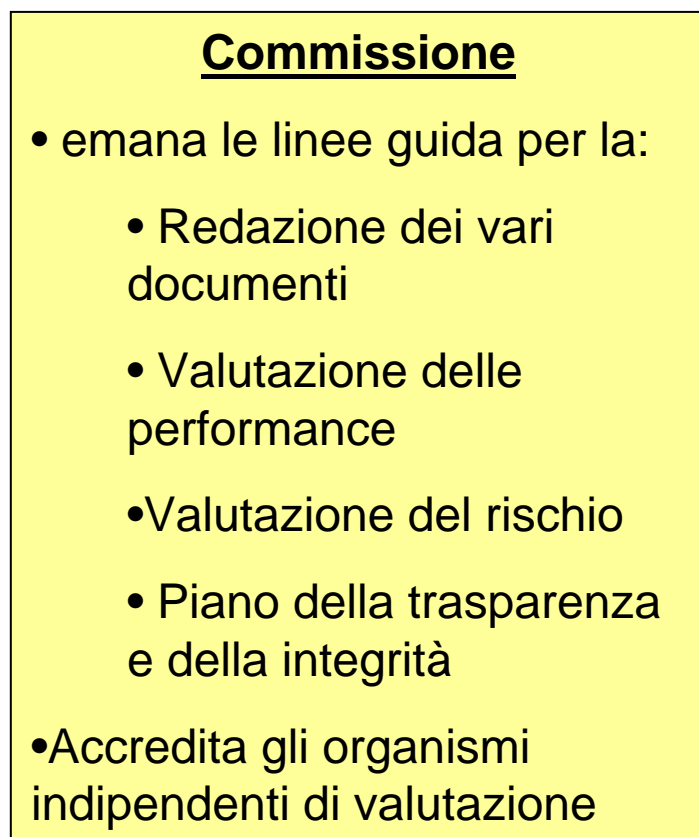 Commissione
• emana le linee guida per la:
• Redazione dei vari
documenti
• Valutazione delle
performance
•Valutazione del rischio
• Piano della trasparenza
e della integrità
•Accredita gli organismi
indipendenti di valutazione